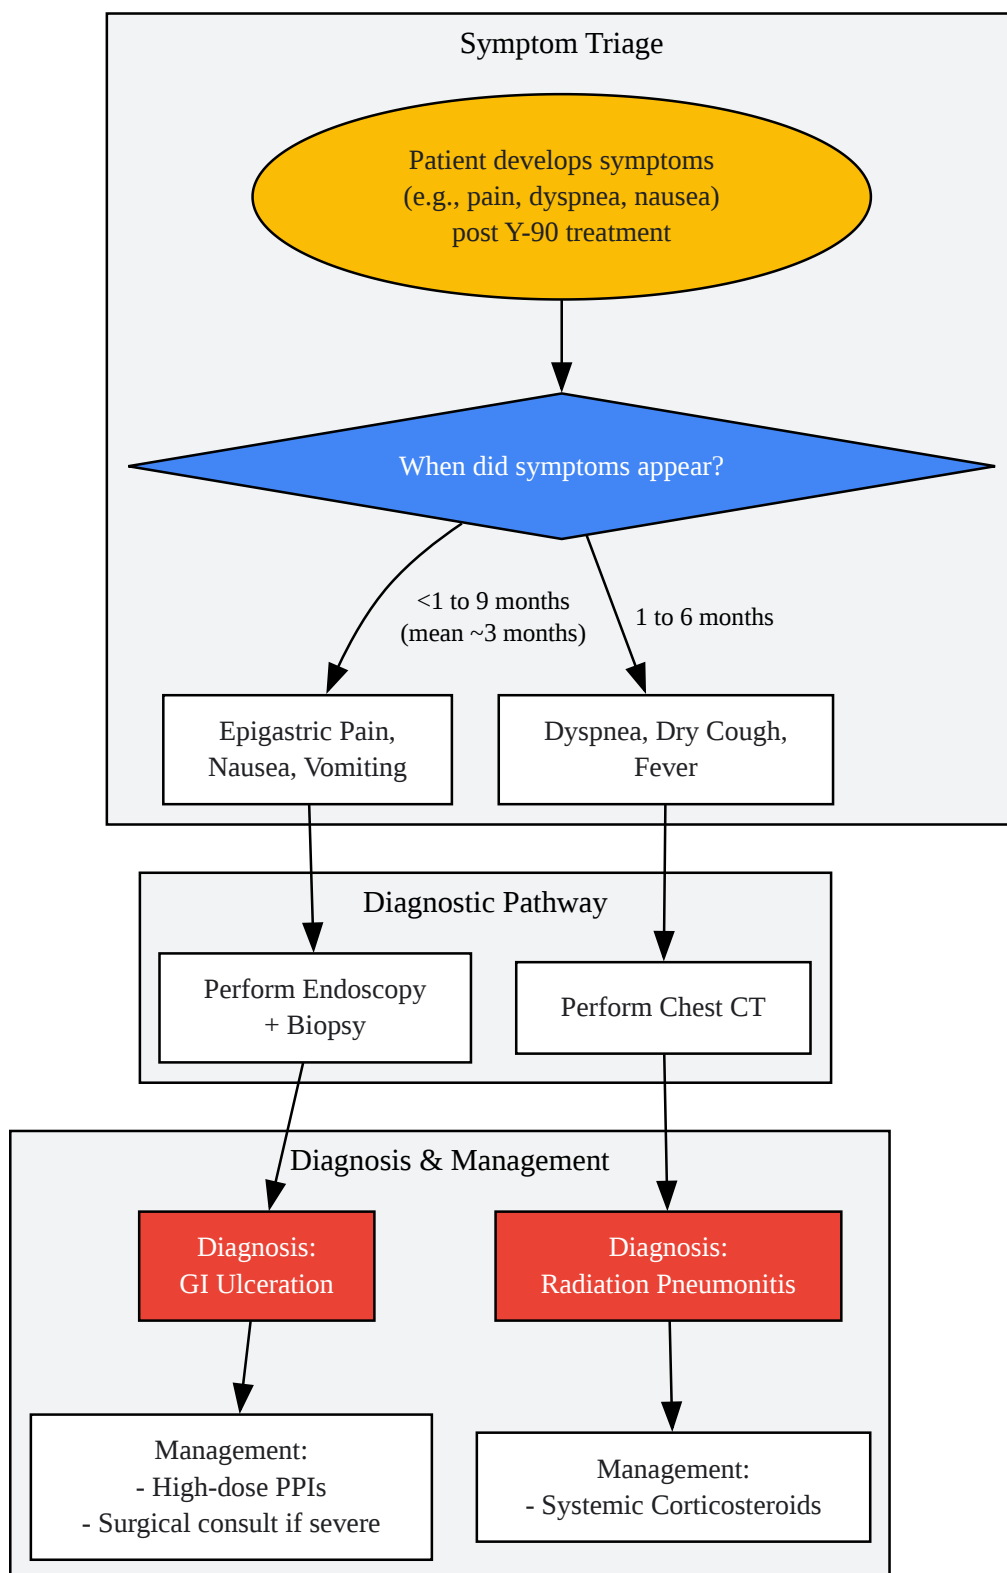 Symptom Triage
Patient develops symptoms
(e.g., pain, dyspnea, nausea)
post Y-90 treatment
When did symptoms appear?
<1 to 9 months
(mean ~3 months)
1 to 6 months
Epigastric Pain,
Nausea, Vomiting
Dyspnea, Dry Cough,
Fever
Diagnostic Pathway
Perform Endoscopy
+ Biopsy
Perform Chest CT
Diagnosis & Management
Diagnosis:
GI Ulceration
Diagnosis:
Radiation Pneumonitis
Management:
- High-dose PPIs
- Surgical consult if severe
Management:
- Systemic Corticosteroids